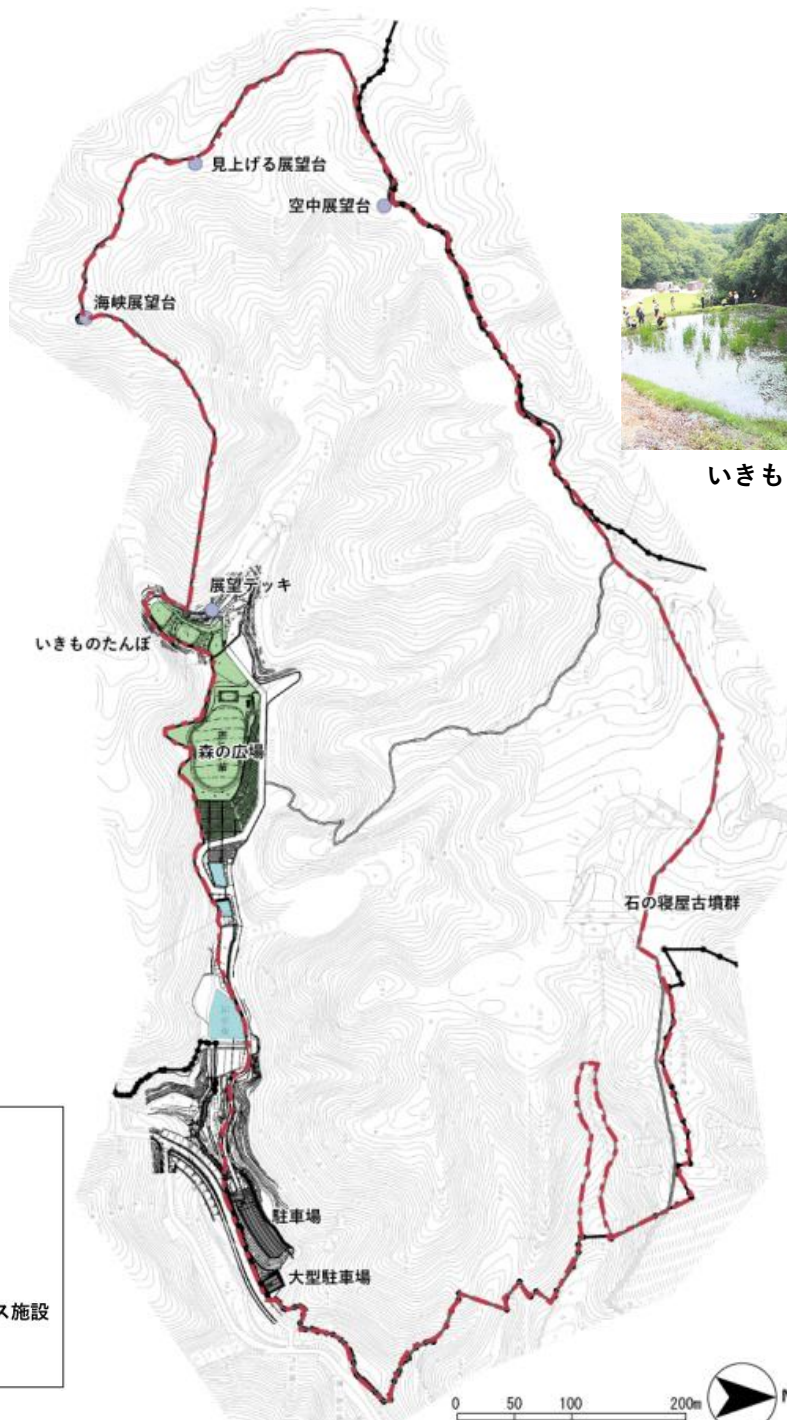 見上げる展望台
空中展望台
海峡展望台
いきも
展望デッキ
いきものたんぼ
森の広場
石の寝屋古墳群
駐車場
大型駐車場
ス施設
0 50 100 200m
N